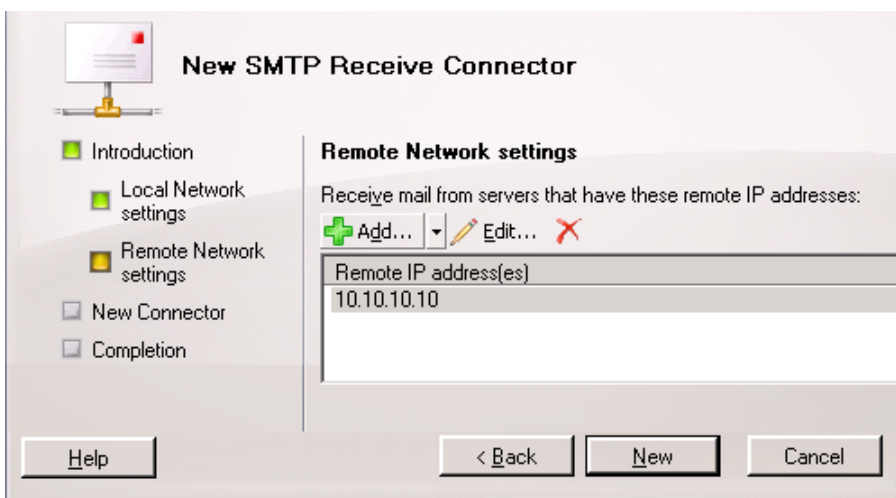 New SMTP Receive Connector
Introduction
Local Network
settings
Remote Network
settings
New Connector
Completion
Remote Network settings
Receive mail from servers that have these remote IP addresses:
Add... Edit...
Remote IP address(es)
10.10.10.10
Help
< Back
New
Cancel